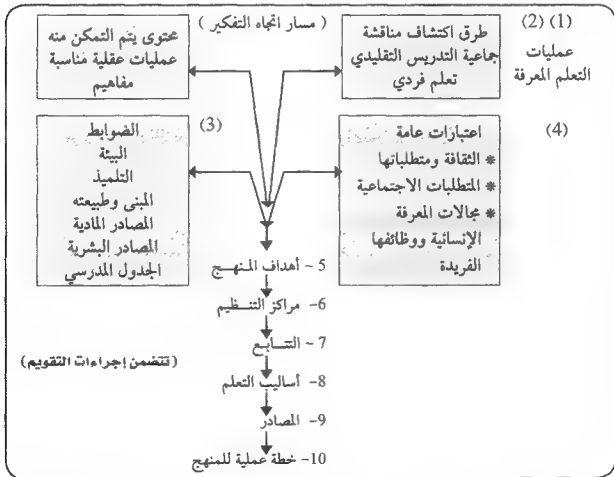 (1) (2)
عمليات
التعلم المعرفة
طرق اكتشاف مناقشة
جماعية التدريس التقليدي
تعلم فردي
( مسار اتجاه التفكير )
محتوى يتم التمكن منه
عمليات عقلية مناسبة
مفاهيم
(3)
الضوابط
البيئة
التلميذ
المبنى وطبيعته
المصادر المادية
المصادر البشرية
الجدول المدرسي
(4)
اعتبارات عامة
* الثقافة ومتطلباتها
* المتطلبات الاجتماعية
* مجالات المعرفة
الإنسانية ووظائفها
الفريدة
5- أهداف المنهج
6- مراكز التنظيم
7- التتابع
(تتضمن إجراءات التقويم)
8- أساليب التعلم
9- المصادر
10- خطة عملية للمنهج